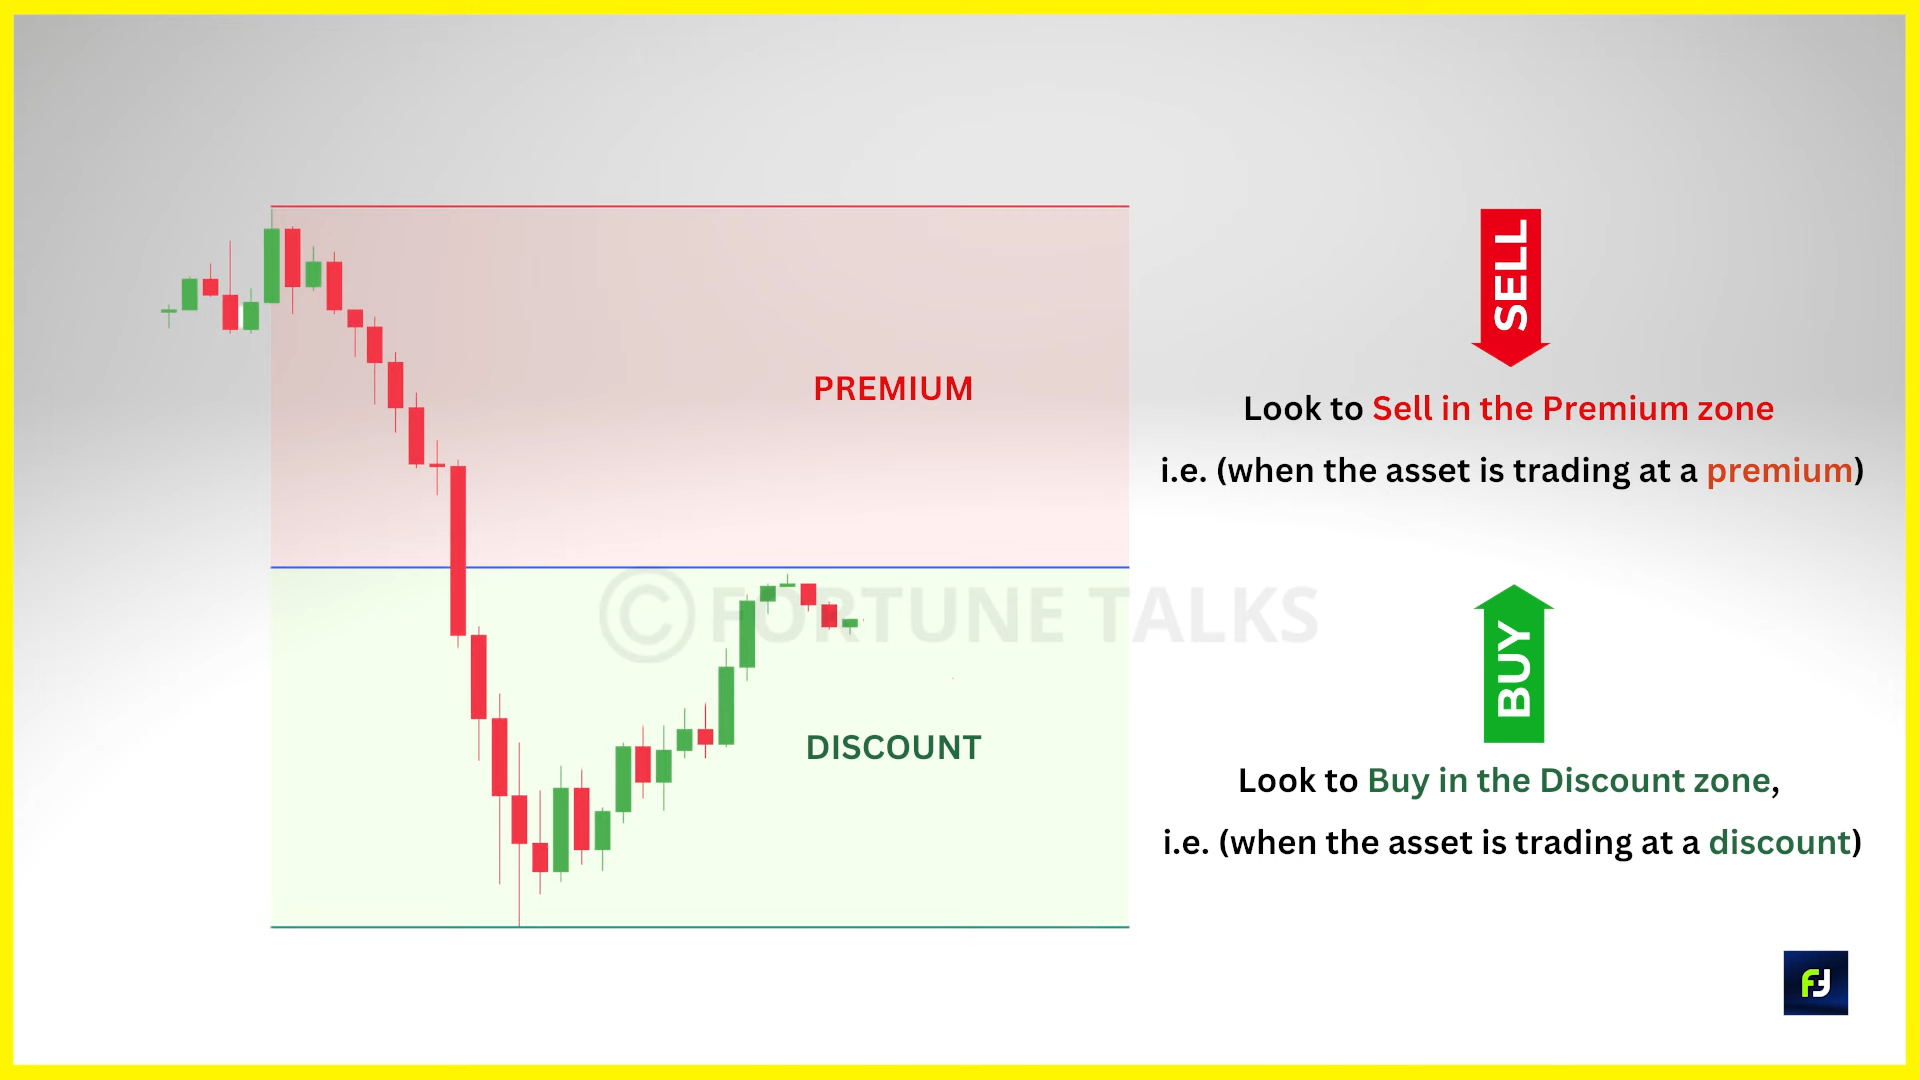 SELL
PREMIUM
Look to Sell in the Premium zone
i.e. (when the asset is trading at a premium)
© FORTUNE TALKS
BUY
DISCOUNT
Look to Buy in the Discount zone,
i.e. (when the asset is trading at a discount)